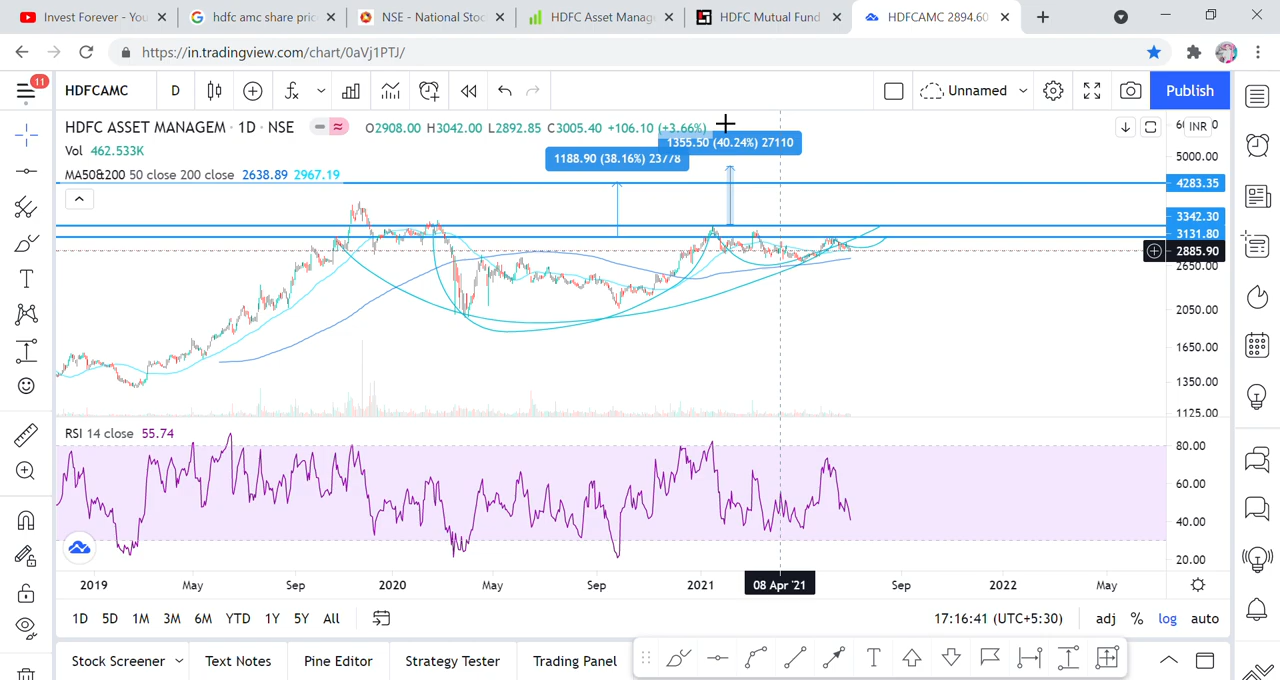 Invest Forever - You
hdfc amc share pric
NSE - National Stoc
HDFC Asset Manag
HDFC Mutual Fund
HDFCAMC 2894.60
https://in.tradingview.com/chart/0aVj1PTJ/
11
HDFCAMC
D
Unnamed
Publish
HDFC ASSET MANAGEM · 1D · NSE
O2908.00 H3042.00 L2892.85 C3005.40 +106.10 (+3.66%)
INR
Vol 462.533K
1355.50 (40.24%) 27110
1188.90 (38.16%) 23778
5000.00
MA50&200 50 close 200 close 2638.89 2967.19
4283.35
3342.30
3131.80
2885.90
2650.00
2050.00
1650.00
1350.00
1125.00
RSI 14 close 55.74
80.00
60.00
40.00
20.00
2019 May Sep 2020 May Sep 2021 08 Apr '21 Sep 2022 May
1D 5D 1M 3M 6M YTD 1Y 5Y All
17:16:41 (UTC+5:30) adj % log auto
Stock Screener Text Notes Pine Editor Strategy Tester Trading Panel